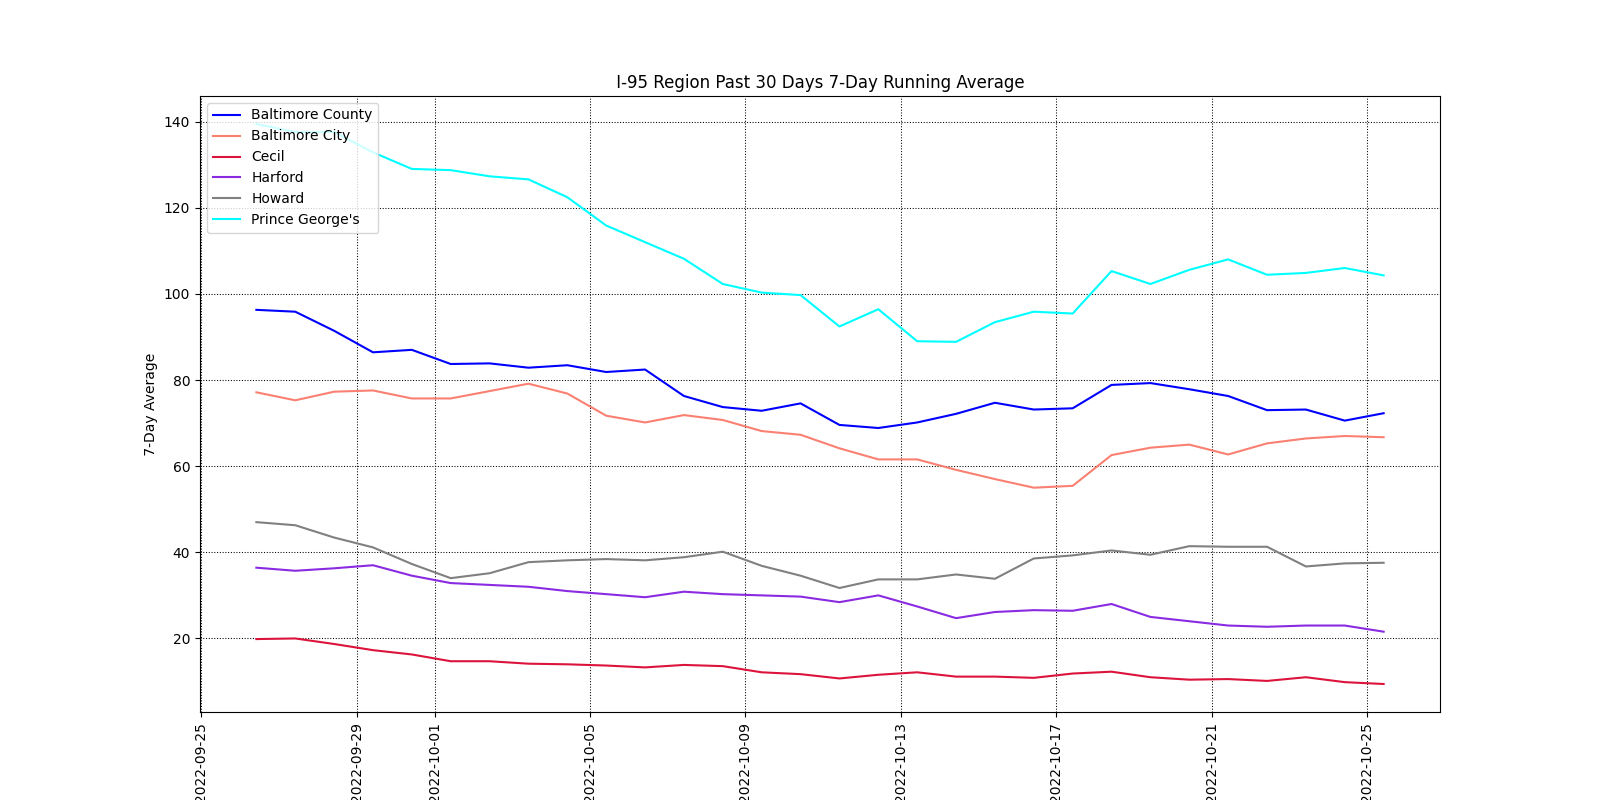 I-95 Region Past 30 Days 7-Day Running Average
Baltimore County
Baltimore City
Cecil
Harford
Howard
Prince George's
7-Day Average
140
120
100
80
60
40
20
2022-09-25
2022-09-29
2022-10-01
2022-10-05
2022-10-09
2022-10-13
2022-10-17
2022-10-21
2022-10-25